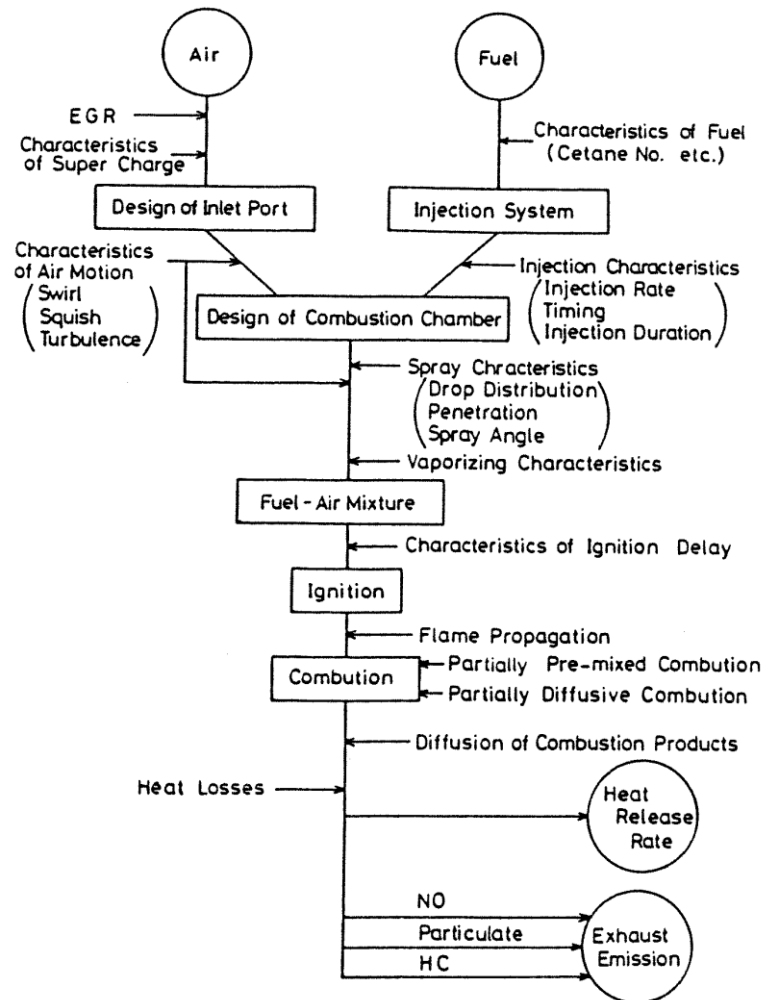 Air
Fuel
EGR
Characteristics
of Super Charge
Characteristics of Fuel
(Cetane No. etc.)
Design of Inlet Port
Injection System
Characteristics
of Air Motion
(Swirl
Squish
Turbulence)
Injection Characteristics
(Injection Rate
Timing
Injection Duration)
Design of Combustion Chamber
Spray Chracteristics
(Drop Distribution
Penetration
Spray Angle)
Vaporizing Characteristics
Fuel-Air Mixture
Characteristics of Ignition Delay
Ignition
Flame Propagation
Combution
Partially Pre-mixed Combution
Partially Diffusive Combution
Diffusion of Combustion Products
Heat Losses
Heat
Release
Rate
NO
Particulate
HC
Exhaust
Emission